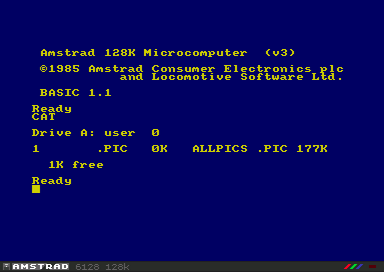 Amstrad 128K Microcomputer  (v3)
©1985 Amstrad Consumer Electronics plc
and Locomotive Software Ltd.
BASIC 1.1
Ready
CAT
Drive A: user  0
1       .PIC   0K   ALLPICS .PIC 177K
1K free
Ready
AMSTRAD 6128 128k